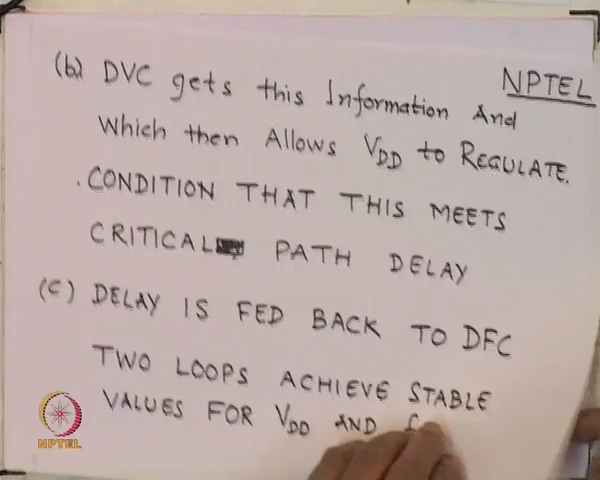 NPTEL
(b) DVC gets this Information And
Which then Allows VDD to REGULATE.
CONDITION THAT THIS MEETS
CRITICAL PATH DELAY
(C) DELAY IS FED BACK TO DFC
TWO LOOPS ACHIEVE STABLE
VALUES FOR VDD AND
NPTEL